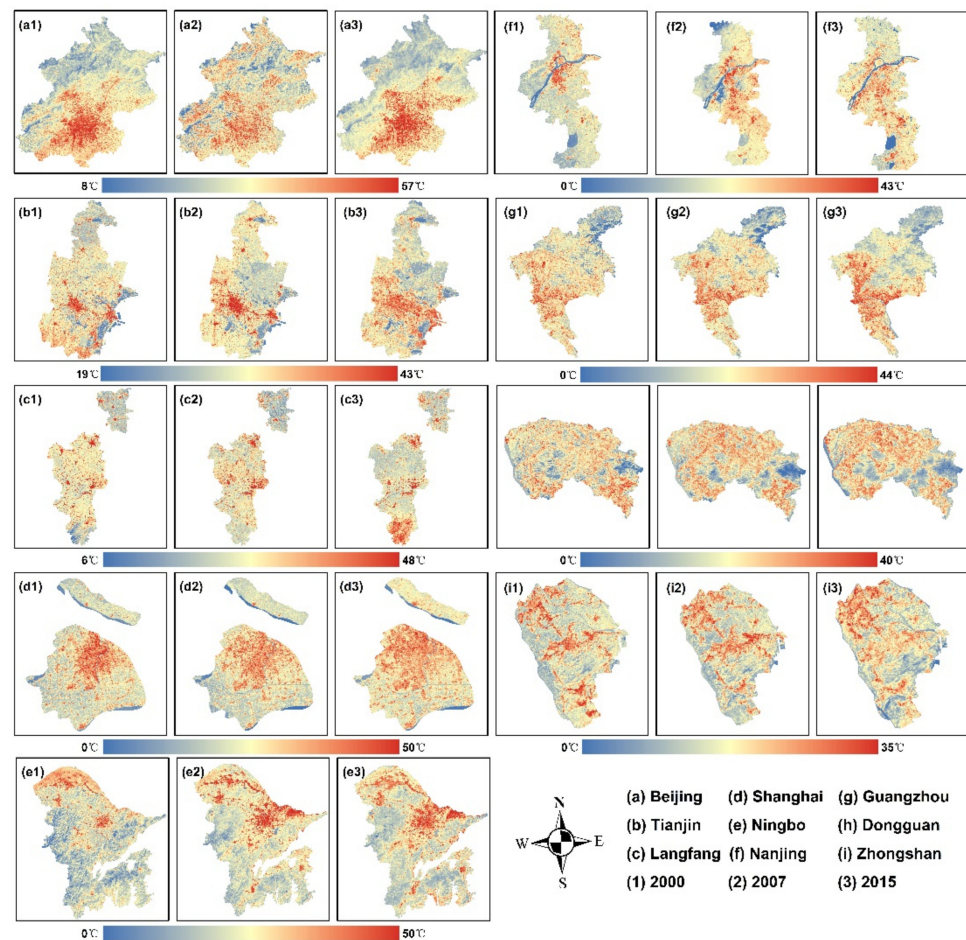 (a1) (a2) (a3) (f1) (f2) (f3)
8℃ 57℃ 0℃ 43℃
(b1) (b2) (b3) (g1) (g2) (g3)
19℃ 43℃ 0℃ 44℃
(c1) (c2) (c3)
6℃ 48℃ 0℃ 40℃
(d1) (d2) (d3) (i1) (i2) (i3)
0℃ 50℃ 0℃ 35℃
(e1) (e2) (e3)
0℃ 50℃
N
W E
S
(a) Beijing (d) Shanghai (g) Guangzhou
(b) Tianjin (e) Ningbo (h) Dongguan
(c) Langfang (f) Nanjing (i) Zhongshan
(1) 2000 (2) 2007 (3) 2015